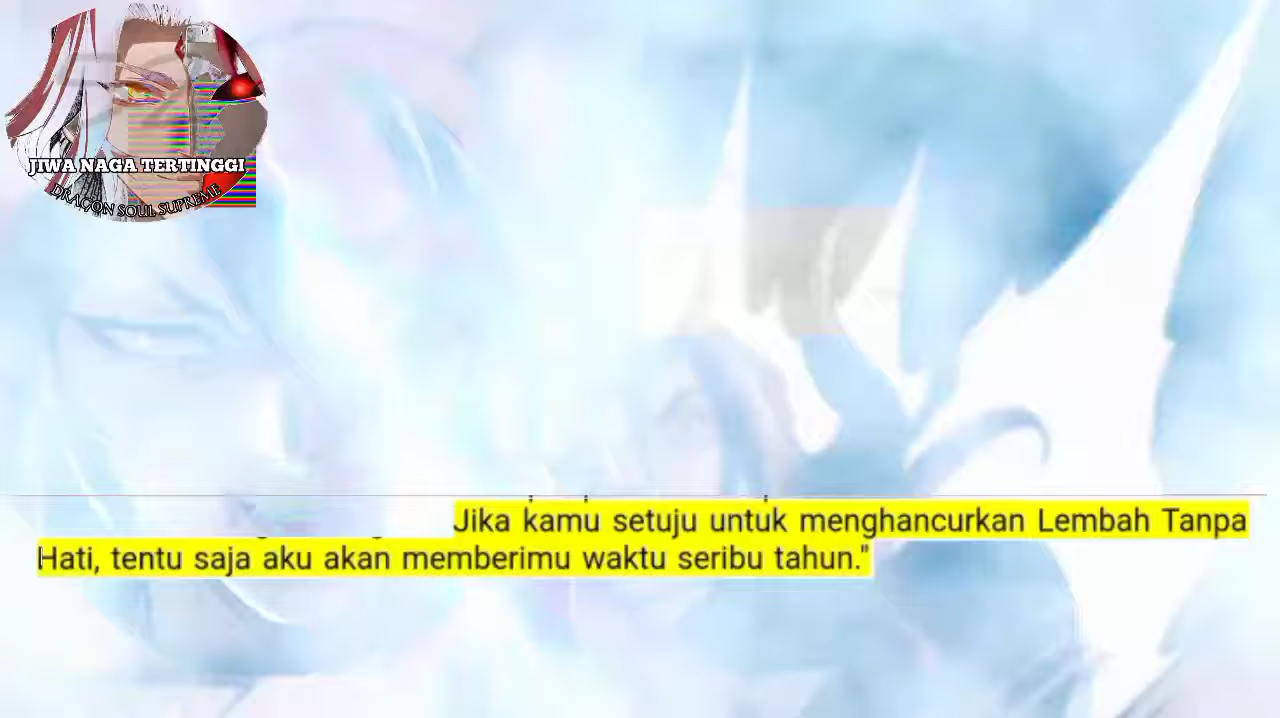 JIWA NAGA TERTINGGI
DRAGON SOUL SUPREME
Jika kamu setuju untuk menghancurkan Lembah Tanpa
Hati, tentu saja aku akan memberimu waktu seribu tahun."